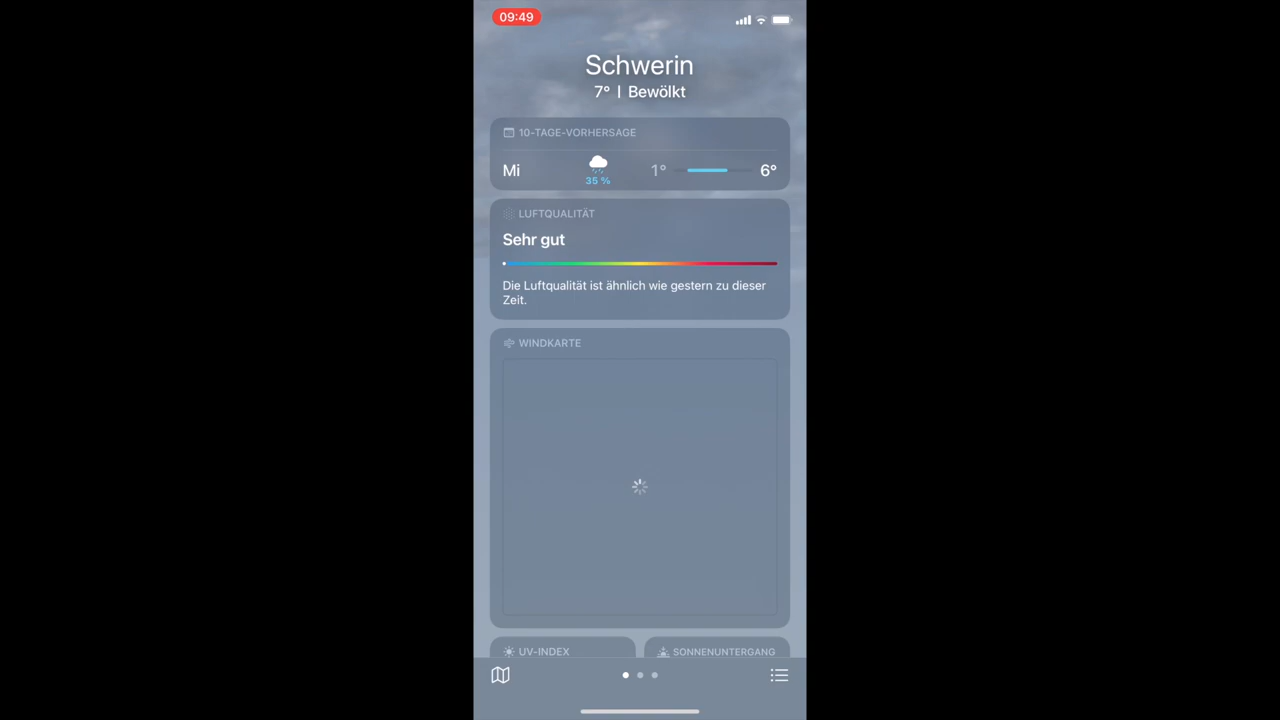 09:49
Schwerin
7° | Bewölkt
10-TAGE-VORHERSAGE
Mi 1° 6°
35 %
LUFTQUALITÄT
Sehr gut
Die Luftqualität ist ähnlich wie gestern zu dieser
Zeit.
WINDKARTE
UV-INDEX
SONNENUNTERGANG